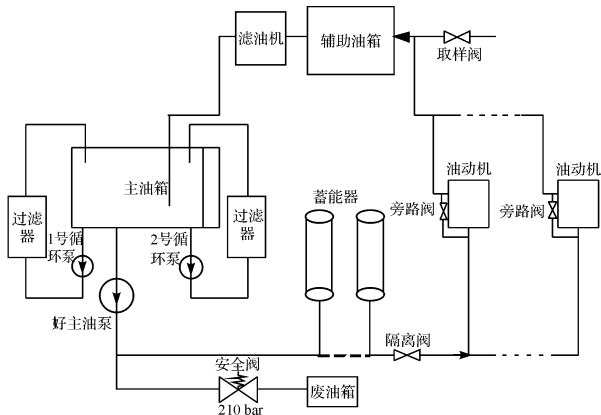 滤油机
辅助油箱
取样阀
主油箱
油动机
油动机
蓄能器
旁路阀
旁路阀
过滤
器
过滤
器
1号循
环泵
2号循
环泵
好主油泵
隔离阀
安全阀
210 bar
废油箱